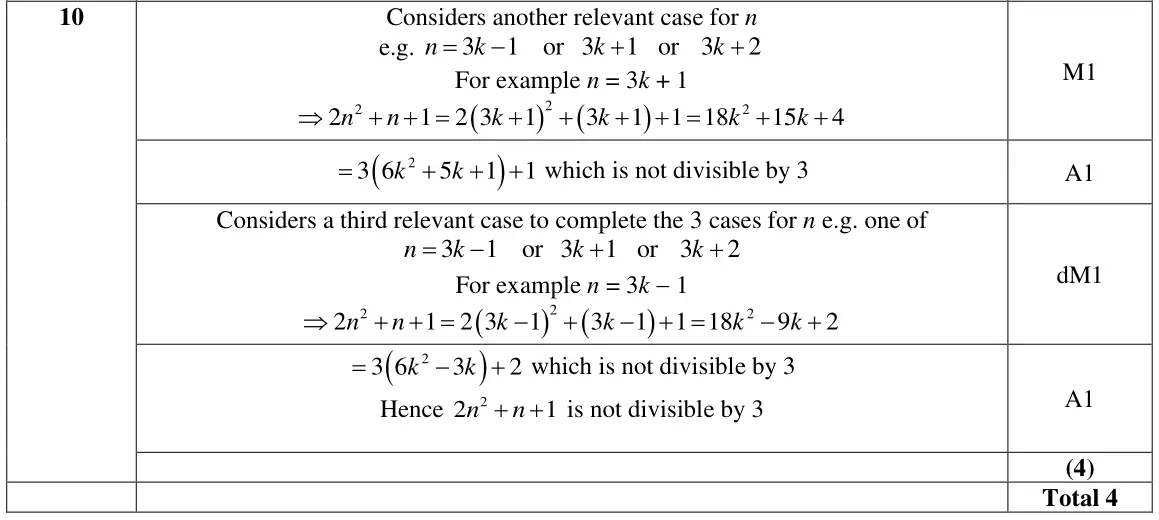 10
Considers another relevant case for n
e.g. n = 3k − 1 or 3k + 1 or 3k + 2
For example n = 3k + 1
⇒ 2n² + n + 1 = 2(3k + 1)² + (3k + 1) + 1 = 18k² + 15k + 4
M1
= 3(6k² + 5k + 1) + 1 which is not divisible by 3
A1
Considers a third relevant case to complete the 3 cases for n e.g. one of
n = 3k − 1 or 3k + 1 or 3k + 2
For example n = 3k − 1
⇒ 2n² + n + 1 = 2(3k − 1)² + (3k − 1) + 1 = 18k² − 9k + 2
dM1
= 3(6k² − 3k) + 2 which is not divisible by 3
Hence 2n² + n + 1 is not divisible by 3
A1
(4)
Total 4